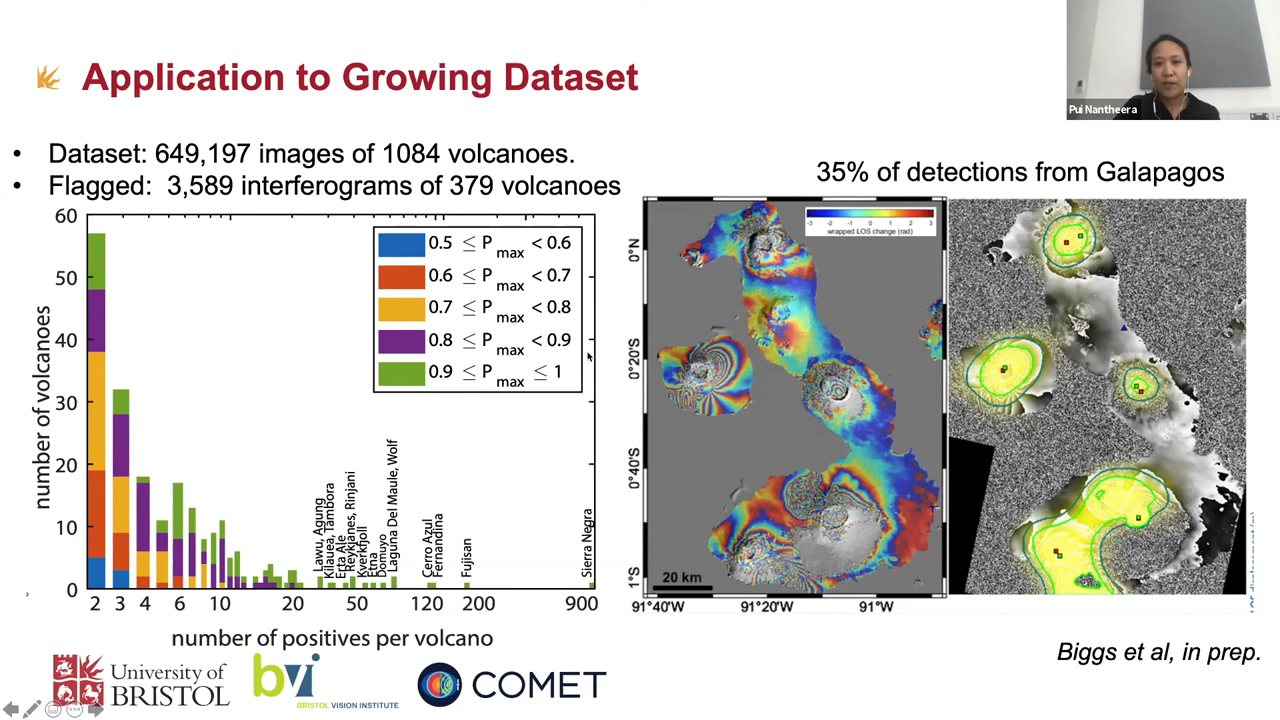 Application to Growing Dataset
Pui Nantheera
• Dataset: 649,197 images of 1084 volcanoes.
• Flagged: 3,589 interferograms of 379 volcanoes
35% of detections from Galapagos
60
50
40
30
20
10
0
number of volcanoes
0.5 ≤ P max < 0.6
0.6 ≤ P max < 0.7
0.7 ≤ P max < 0.8
0.8 ≤ P max < 0.9
0.9 ≤ P max ≤ 1
Lawu, Agung
Kilauea, Tambora
Erta Ale
Reykjanes, Rinjani
Kverkfjoll
Etna
Domuyo
Laguna Del Maule, Wolf
Cerro Azul
Fernandina
Fujisan
Sierra Negra
2 3 4 6 10 20 50 120 200 900
number of positives per volcano
-3 -2 -1 0 1 2 3
wrapped LOS change (rad)
0°N
0°20'S
0°40'S
1°S
20 km
91°40'W 91°20'W 91°W
Biggs et al, in prep.
University of
BRISTOL
bvi
BRISTOL VISION INSTITUTE
COMET